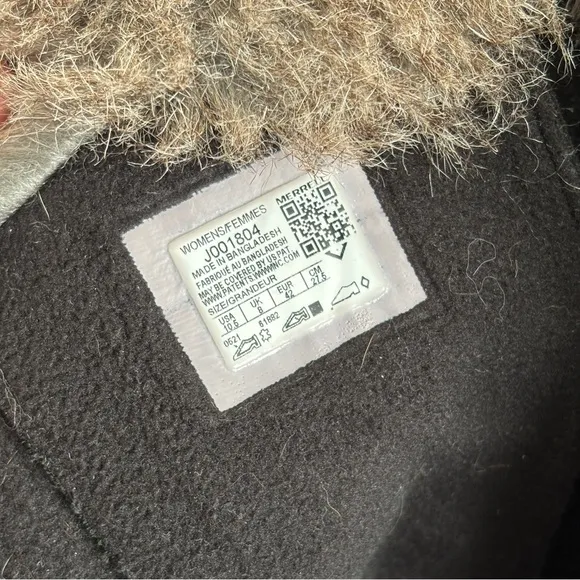 WOMENS/FEMMES
J001804
MERRELL
MADE IN BANGLADESH
FABRIQUE AU BANGLADESH
MAY BE COVERED BY US PAT
WWW.PATENTS.WWWINC.COM
SIZE/GRANDEUR
USA UK EUR CM
10.5 8 42 27.5
0621 61882